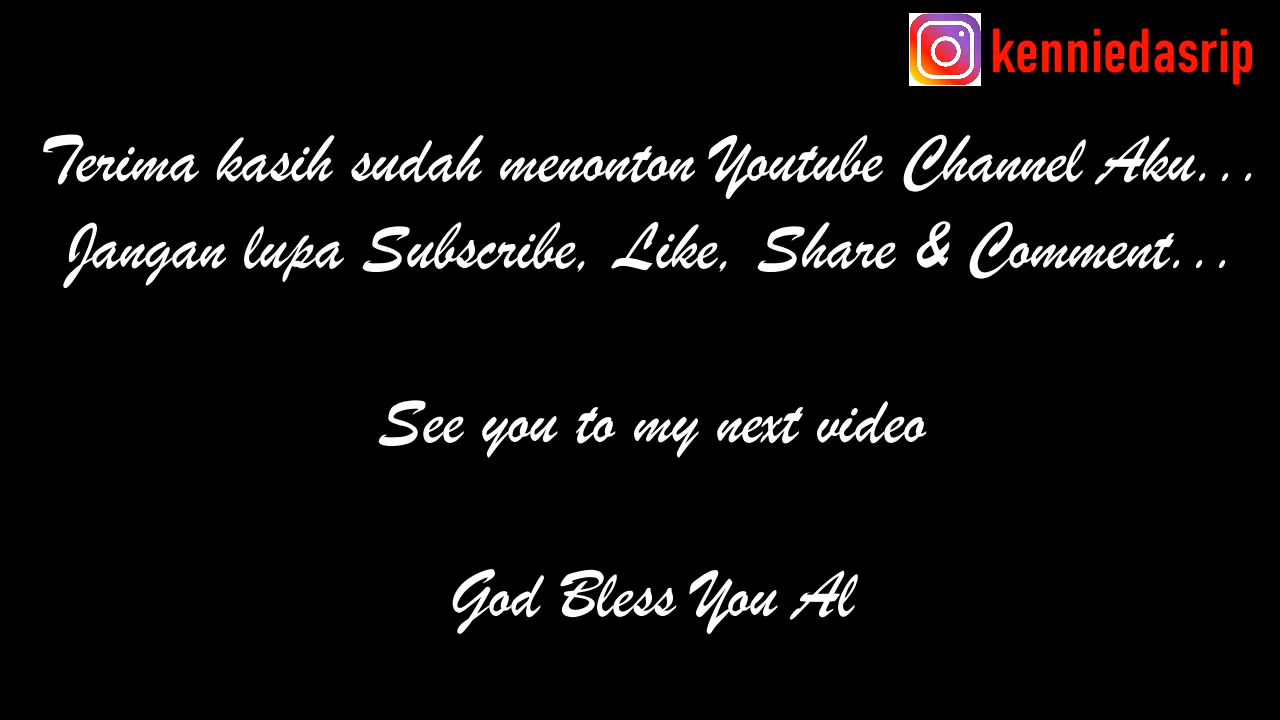 kenniedasrip
Terima kasih sudah menonton Youtube Channel Aku...
Jangan lupa Subscribe, Like, Share & Comment...
See you to my next video
God Bless You Al